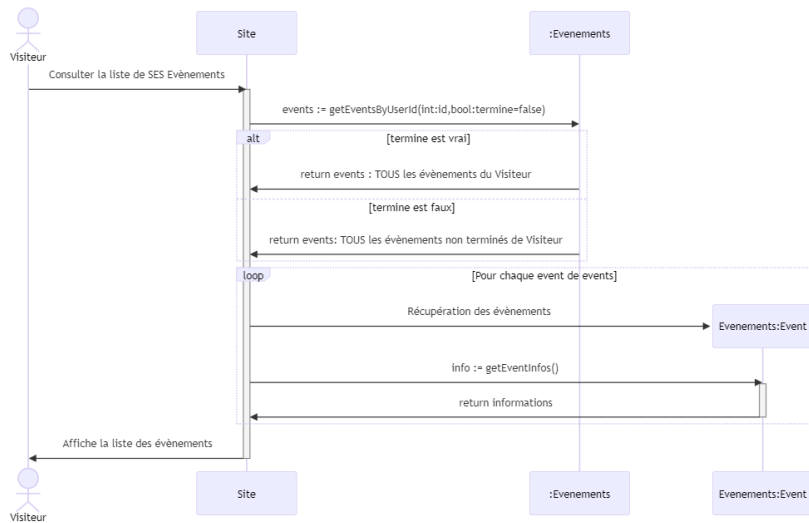 Site
:Evenements
Visiteur
Consulter la liste de SES Evènements
events := getEventsByUserId(int:id,bool:termine=false)
alt
[termine est vrai]
return events : TOUS les évènements du Visiteur
[termine est faux]
return events: TOUS les évènements non terminés de Visiteur
loop
[Pour chaque event de events]
Récupération des évènements
Evenements:Event
info := getEventInfos()
return informations
Affiche la liste des évènements
Site
:Evenements
Evenements:Event
Visiteur